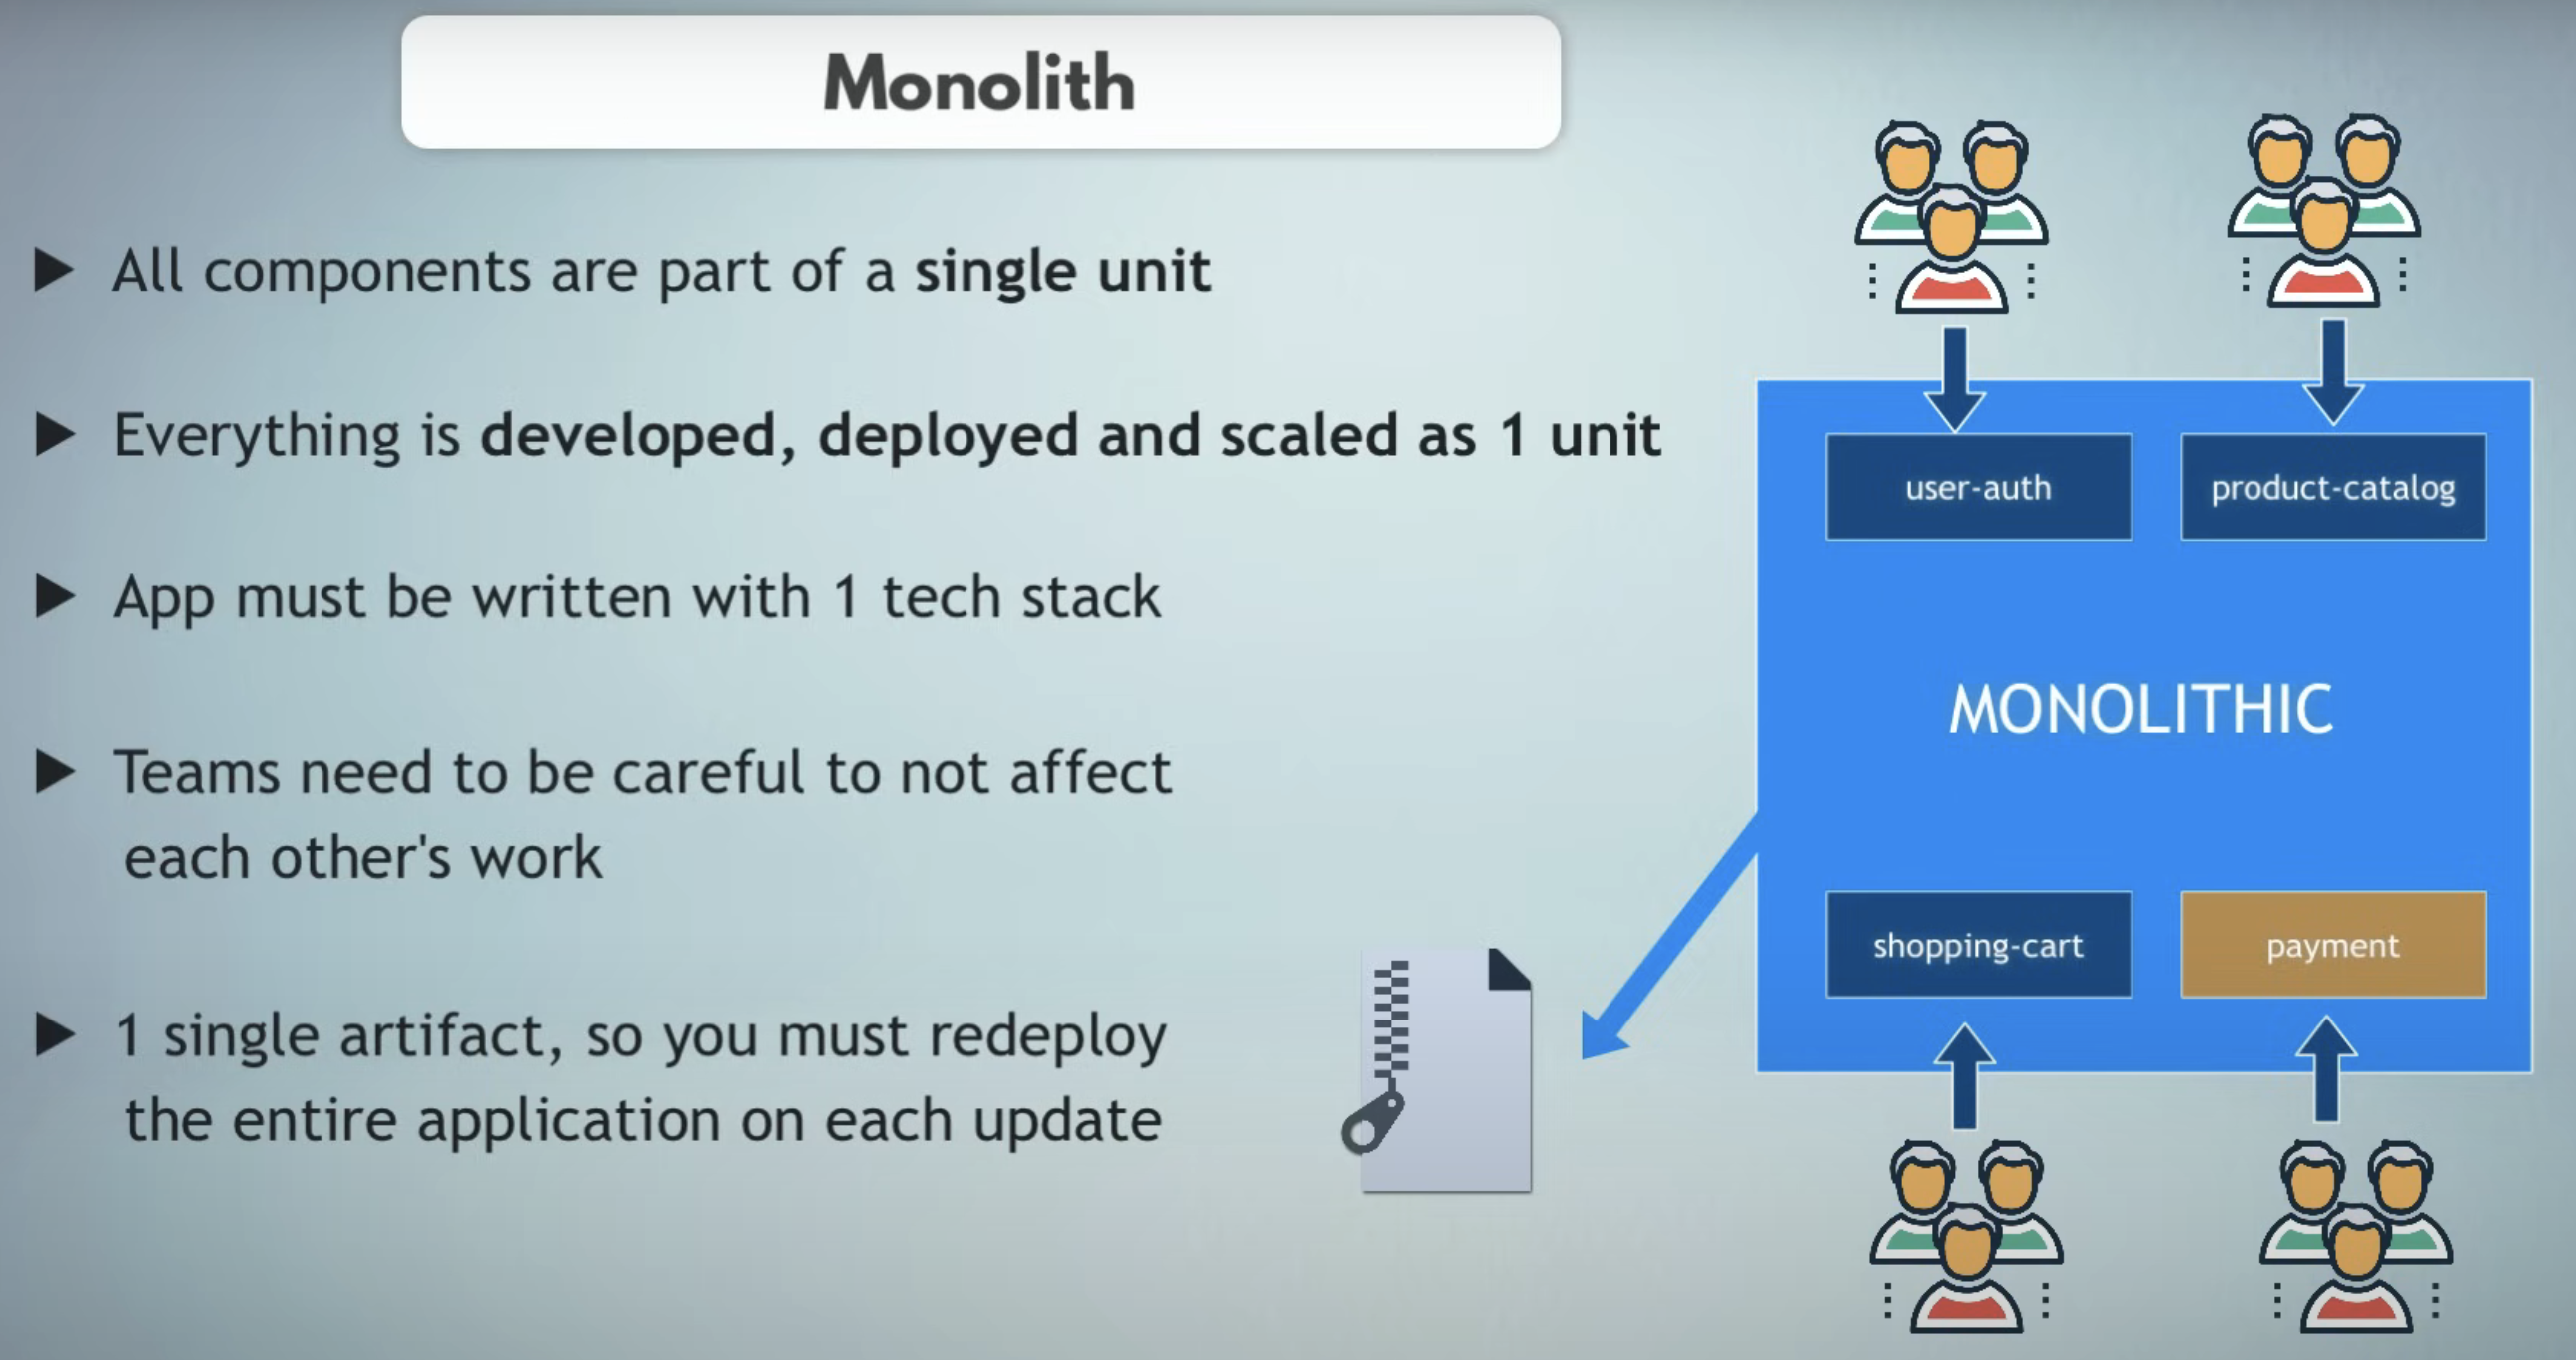 Monolith
All components are part of a single unit
Everything is developed, deployed and scaled as 1 unit
App must be written with 1 tech stack
Teams need to be careful to not affect
each other's work
1 single artifact, so you must redeploy
the entire application on each update
user-auth
product-catalog
MONOLITHIC
shopping-cart
payment